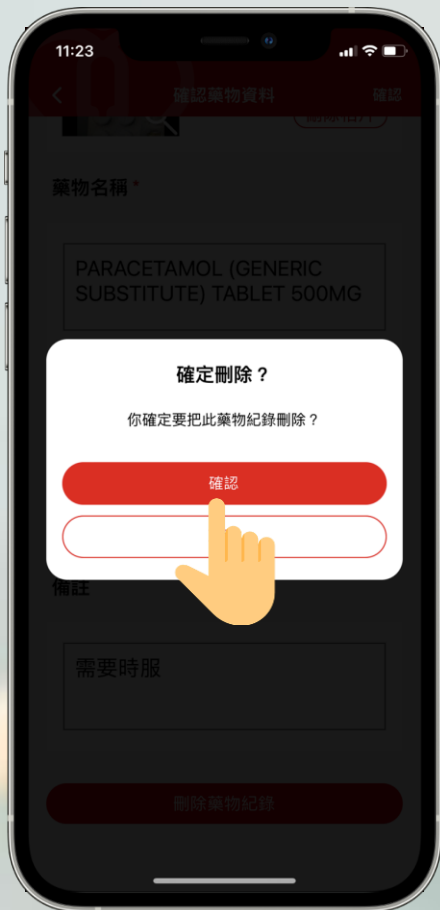 11:23
確認藥物資料
確認
藥物名稱 *
PARACETAMOL (GENERIC
SUBSTITUTE) TABLET 500MG
確定刪除？
你確定要把此藥物紀錄刪除？
確認
備註
需要時服
刪除藥物紀錄